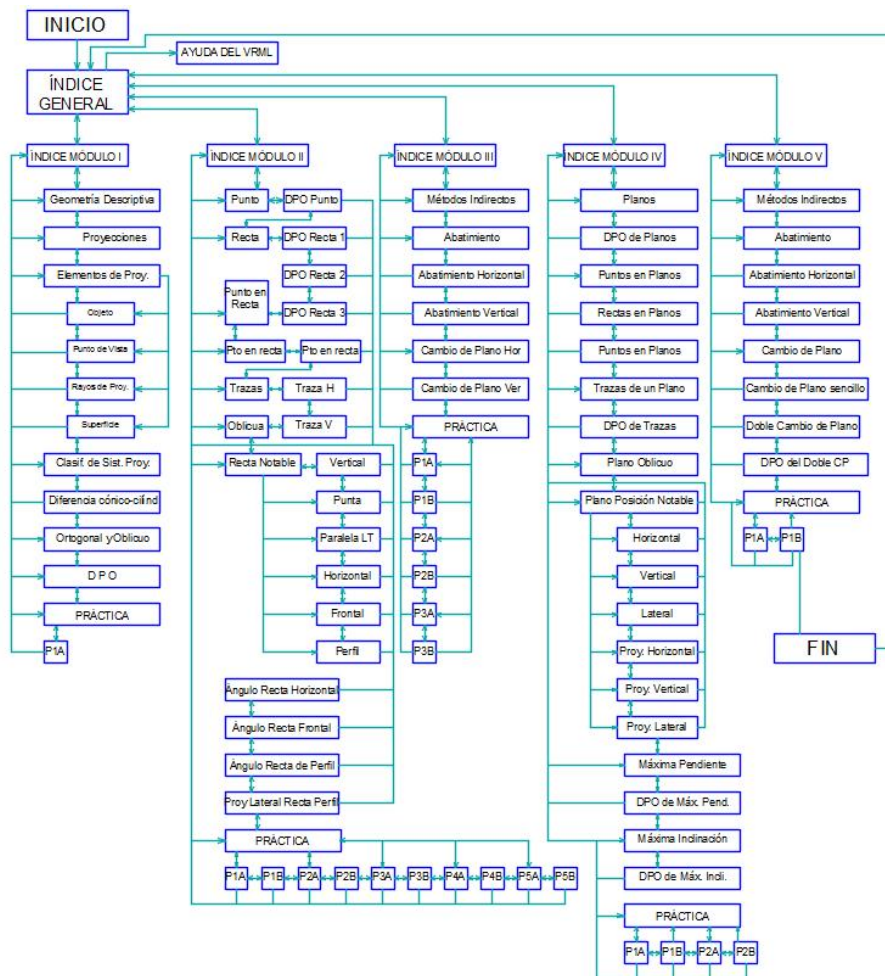 INICIO
AYUDA DEL VRML
ÍNDICE
GENERAL
ÍNDICE MÓDULO I
Geometría Descriptiva
Proyecciones
Elementos de Proy.
Objeto
Punto de Vista
Rayos de Proy.
Superficie
Clasif. de Sist. Proy.
Diferencia cónico-cilínd
Ortogonal y Oblicuo
D P O
PRÁCTICA
P1A
ÍNDICE MÓDULO II
Punto
DPO Punto
Recta
DPO Recta 1
DPO Recta 2
Punto en
Recta
DPO Recta 3
Pto en recta
Pto en recta
Trazas
Traza H
Oblicua
Traza V
Recta Notable
Vertical
Punta
Paralela LT
Horizontal
Frontal
Perfil
Ángulo Recta Horizontal
Ángulo Recta Frontal
Ángulo Recta de Perfil
Proy Lateral Recta Perfil
PRÁCTICA
P1A
P1B
P2A
P2B
P3A
P3B
P4A
P4B
P5A
P5B
ÍNDICE MÓDULO III
Métodos Indirectos
Abatimiento
Abatimiento Horizontal
Abatimiento Vertical
Cambio de Plano Hor
Cambio de Plano Ver
PRÁCTICA
P1A
P1B
P2A
P2B
P3A
P3B
ÍNDICE MÓDULO IV
Planos
DPO de Planos
Puntos en Planos
Rectas en Planos
Puntos en Planos
Trazas de un Plano
DPO de Trazas
Plano Oblicuo
Plano Posición Notable
Horizontal
Vertical
Lateral
Proy. Horizontal
Proy. Vertical
Proy. Lateral
Máxima Pendiente
DPO de Máx. Pend.
Máxima Inclinación
DPO de Máx. Incli.
PRÁCTICA
P1A
P1B
P2A
P2B
ÍNDICE MÓDULO V
Métodos Indirectos
Abatimiento
Abatimiento Horizontal
Abatimiento Vertical
Cambio de Plano
Cambio de Plano sencillo
Doble Cambio de Plano
DPO del Doble CP
PRÁCTICA
P1A
P1B
FIN